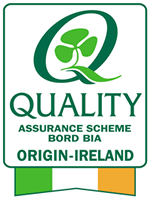 Q
QUALITY
ASSURANCE SCHEME
BORD BIA
ORIGIN-IRELAND